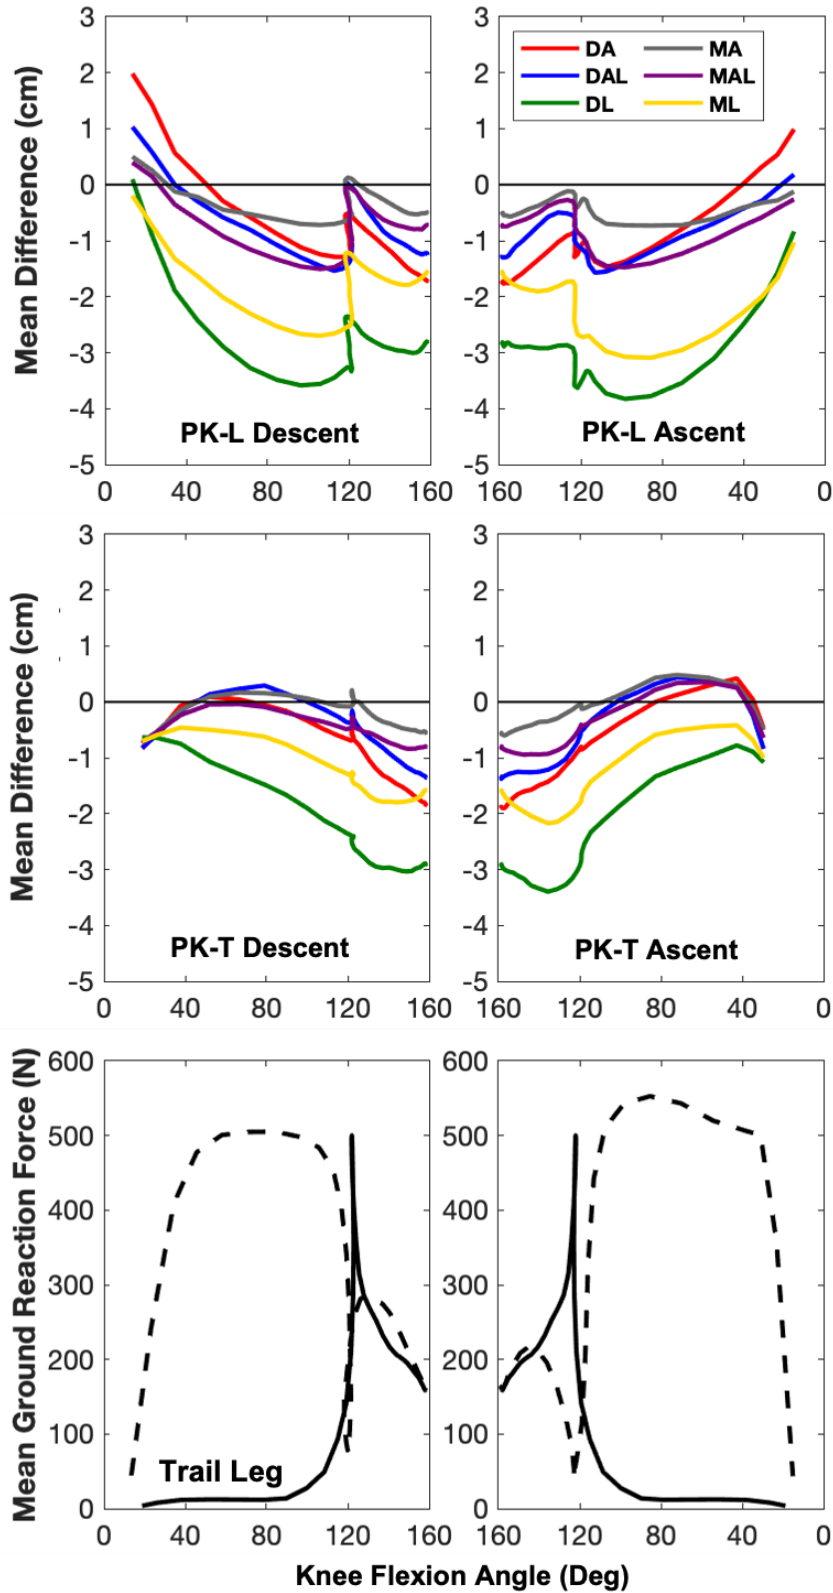 3
2
1
0
-1
-2
-3
-4
-5
Mean Difference (cm)
PK-L Descent
0 40 80 120 160
DA MA
DAL MAL
DL ML
PK-L Ascent
160 120 80 40 0
3
2
1
0
-1
-2
-3
-4
-5
Mean Difference (cm)
PK-T Descent
0 40 80 120 160
3
2
1
0
-1
-2
-3
-4
-5
PK-T Ascent
160 120 80 40 0
600
500
400
300
200
100
0
Mean Ground Reaction Force (N)
Trail Leg
0 40 80 120 160
600
500
400
300
200
100
0
160 120 80 40 0
Knee Flexion Angle (Deg)
3
2
1
0
-1
-2
-3
-4
-5